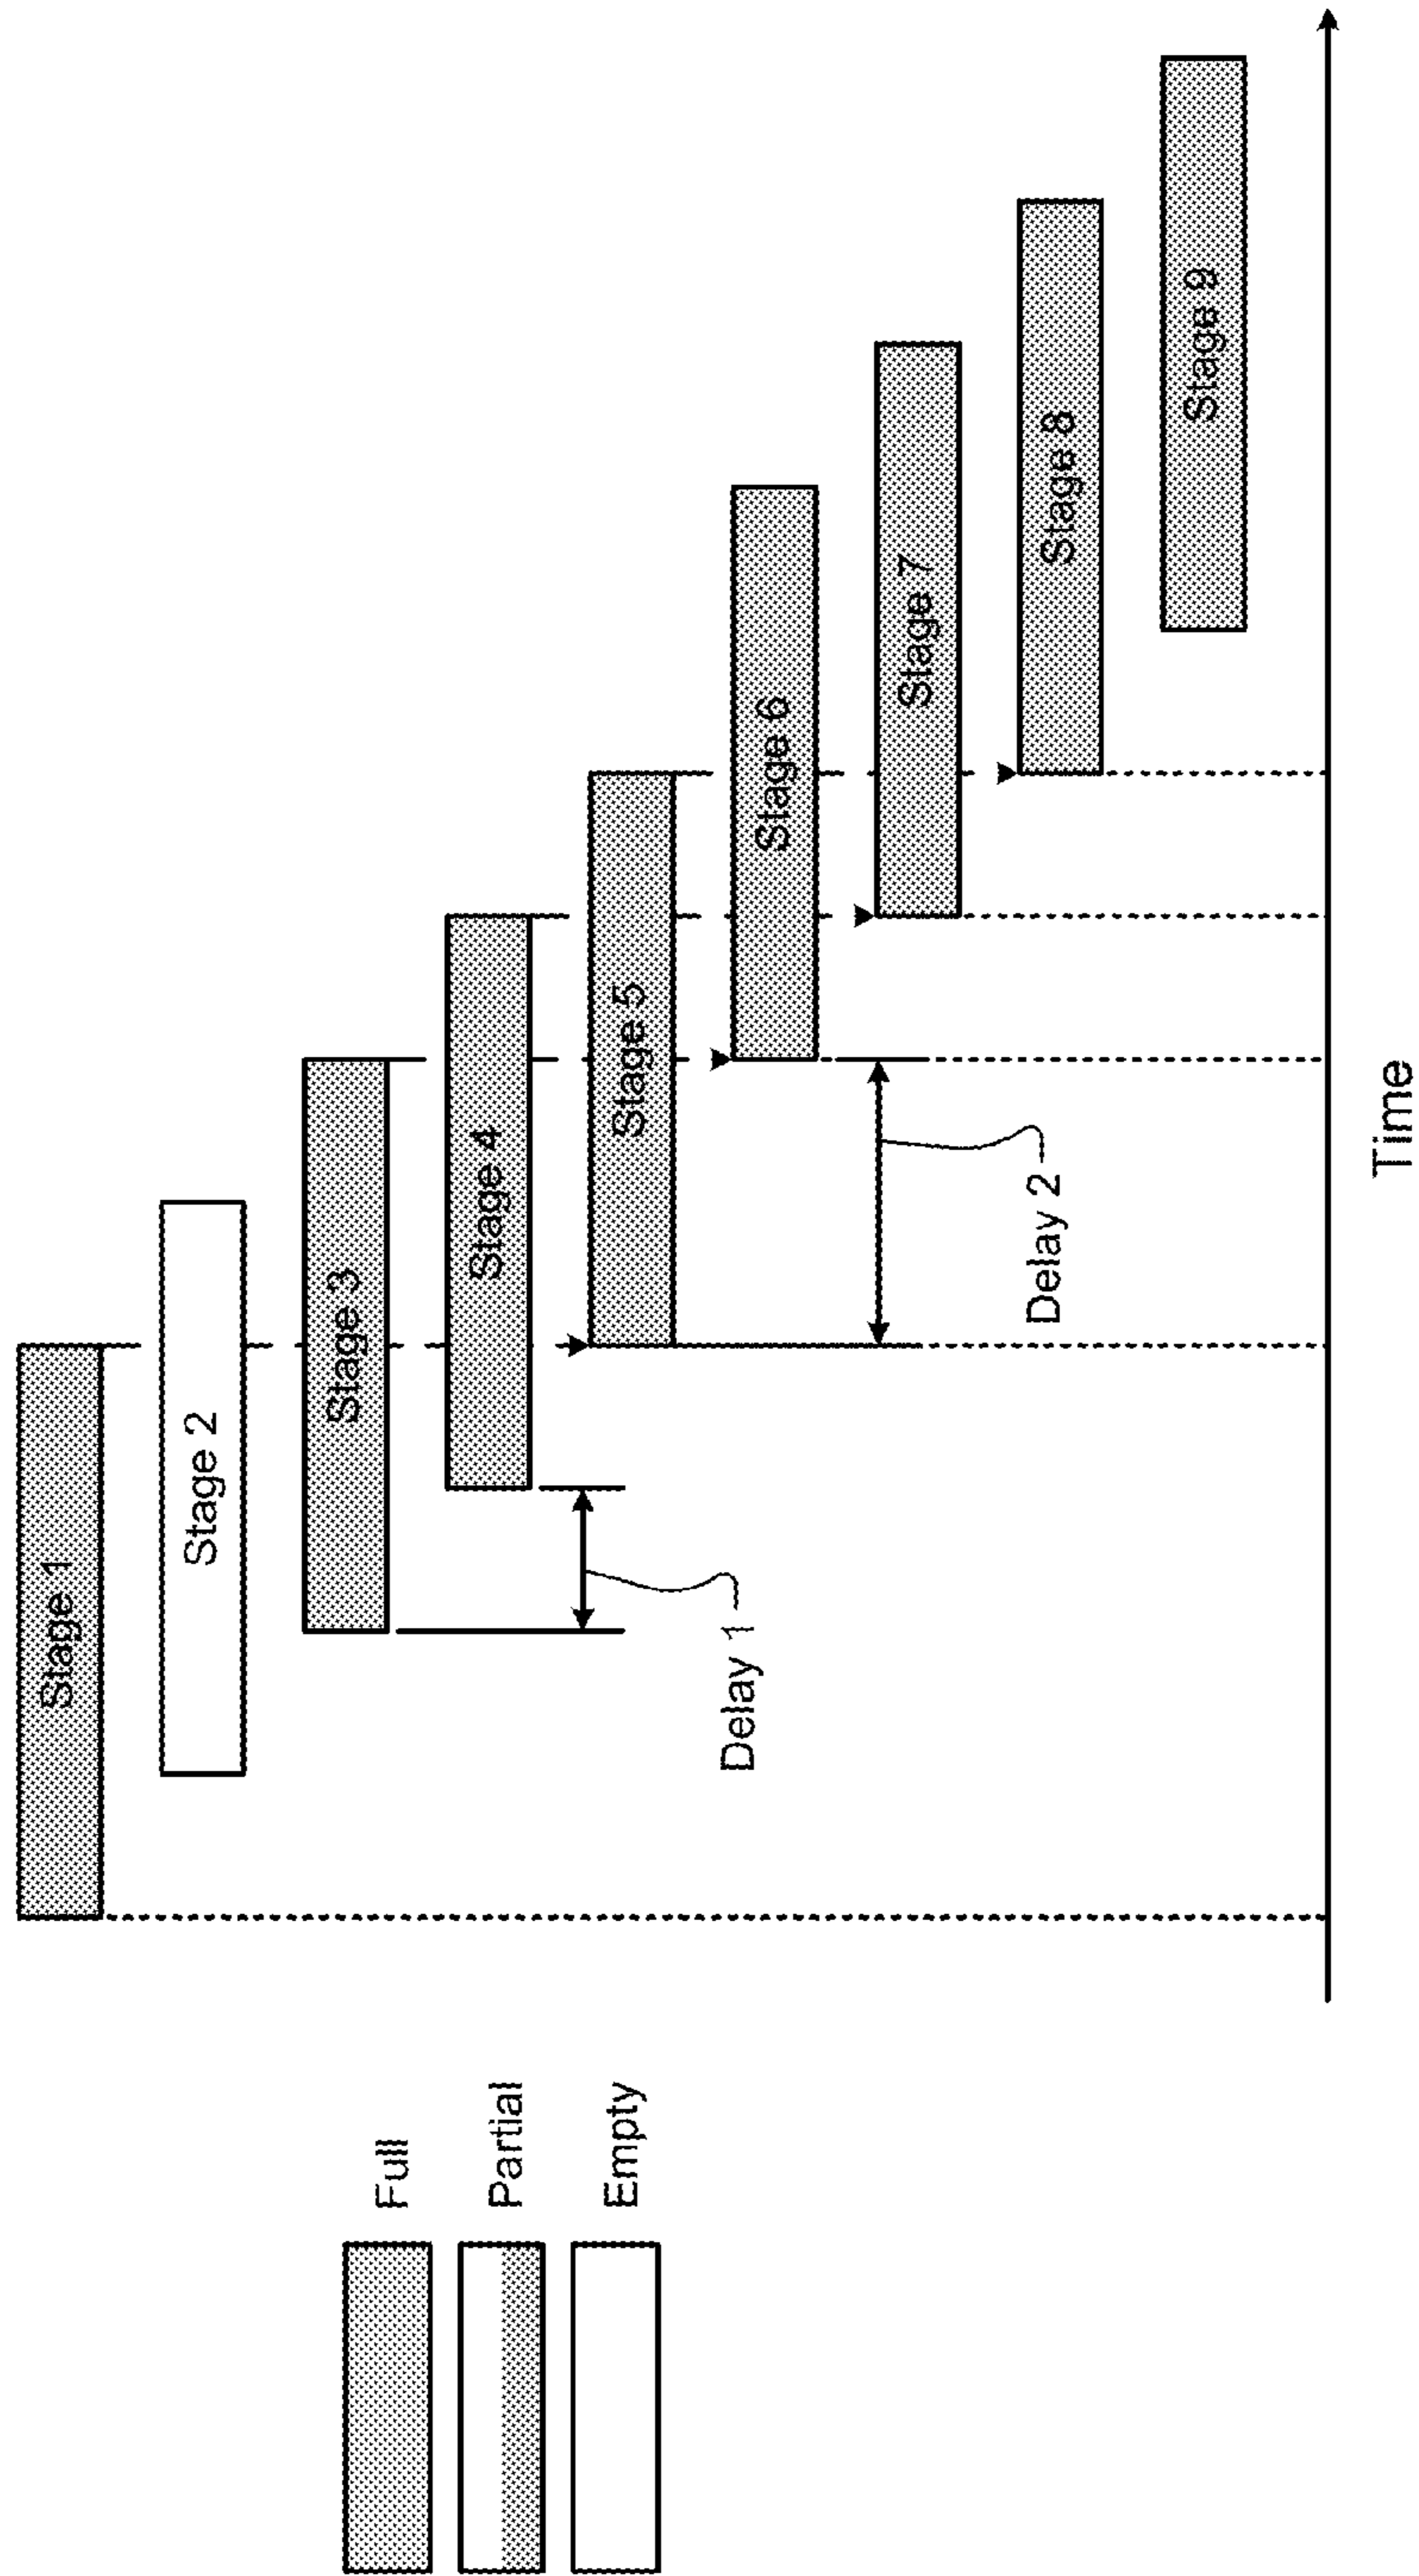 Full
Partial
Empty
Stage 1
Stage 2
Stage 3
Stage 4
Stage 5
Stage 6
Stage 7
Stage 8
Stage 9
Delay 1
Delay 2
Time